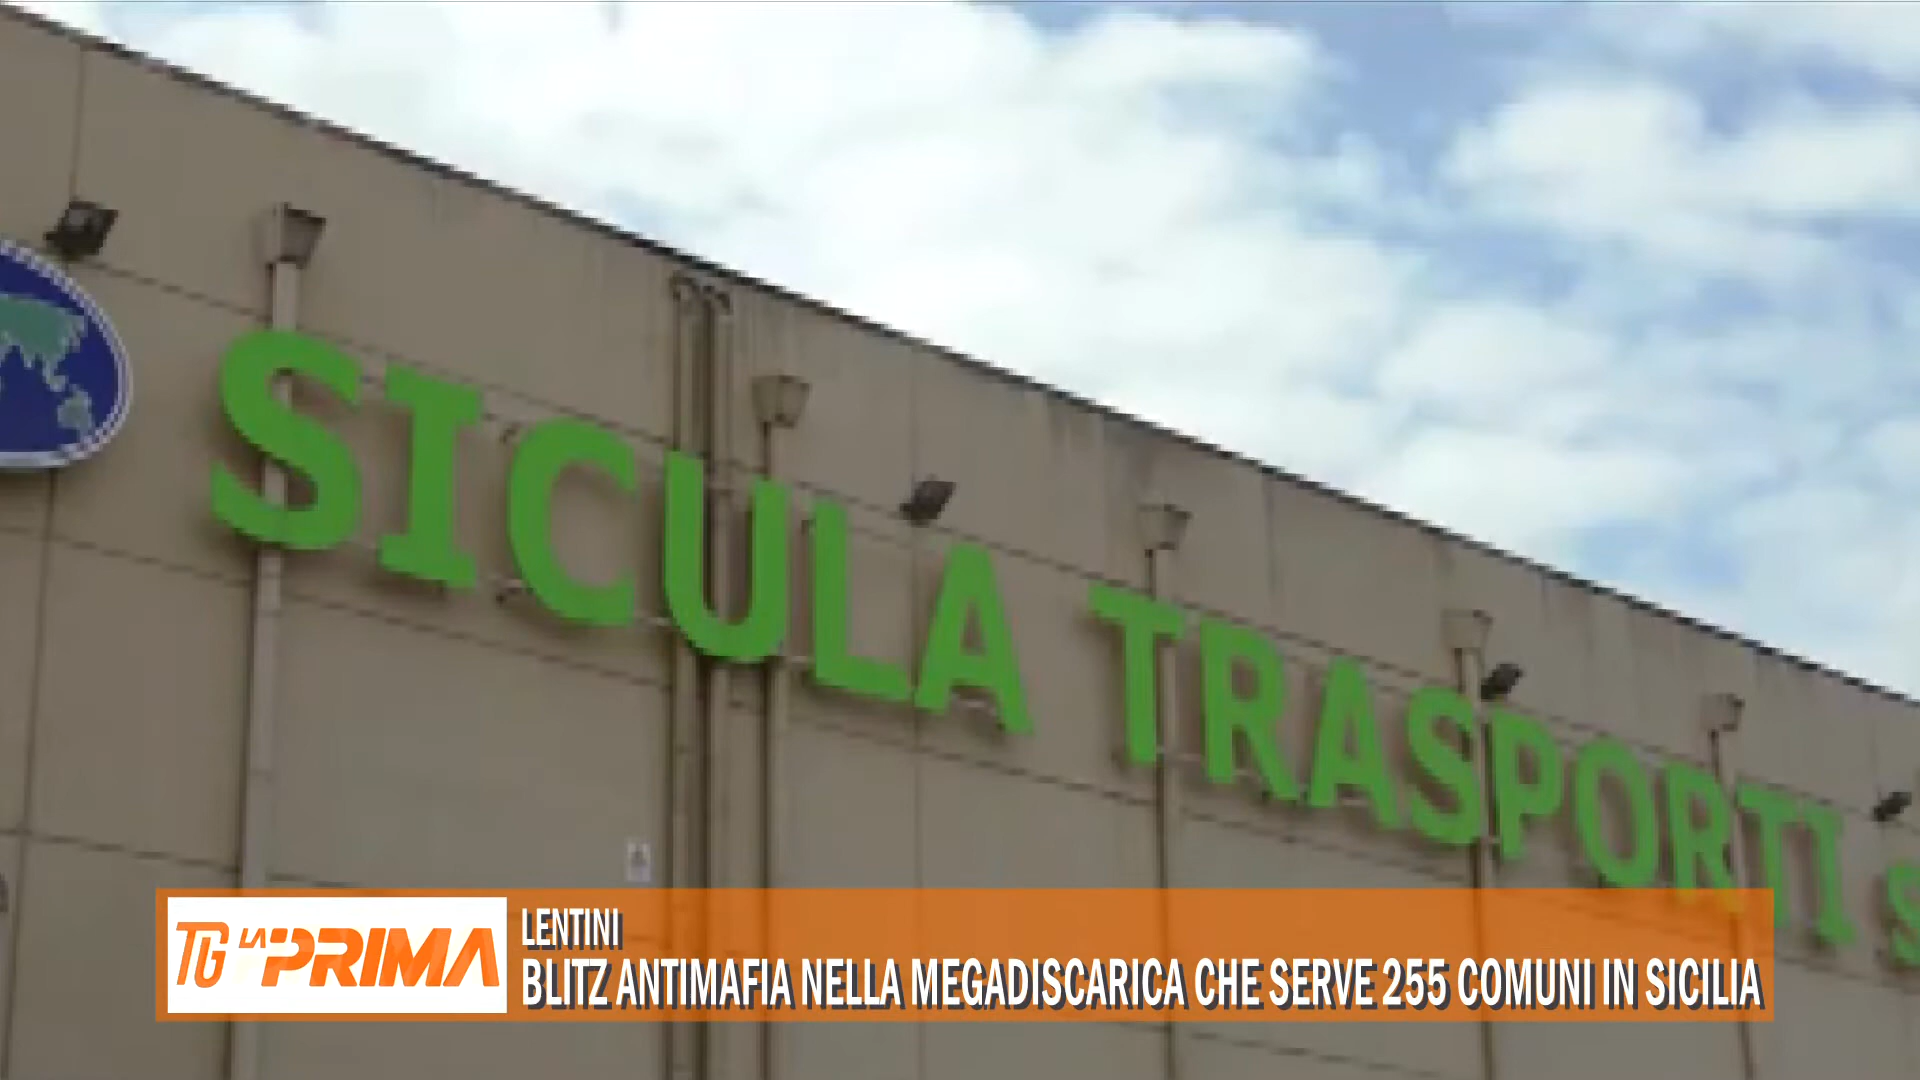 SICULA TRASPORTI S
TG LA PRIMA
LENTINI
BLITZ ANTIMAFIA NELLA MEGADISCARICA CHE SERVE 255 COMUNI IN SICILIA